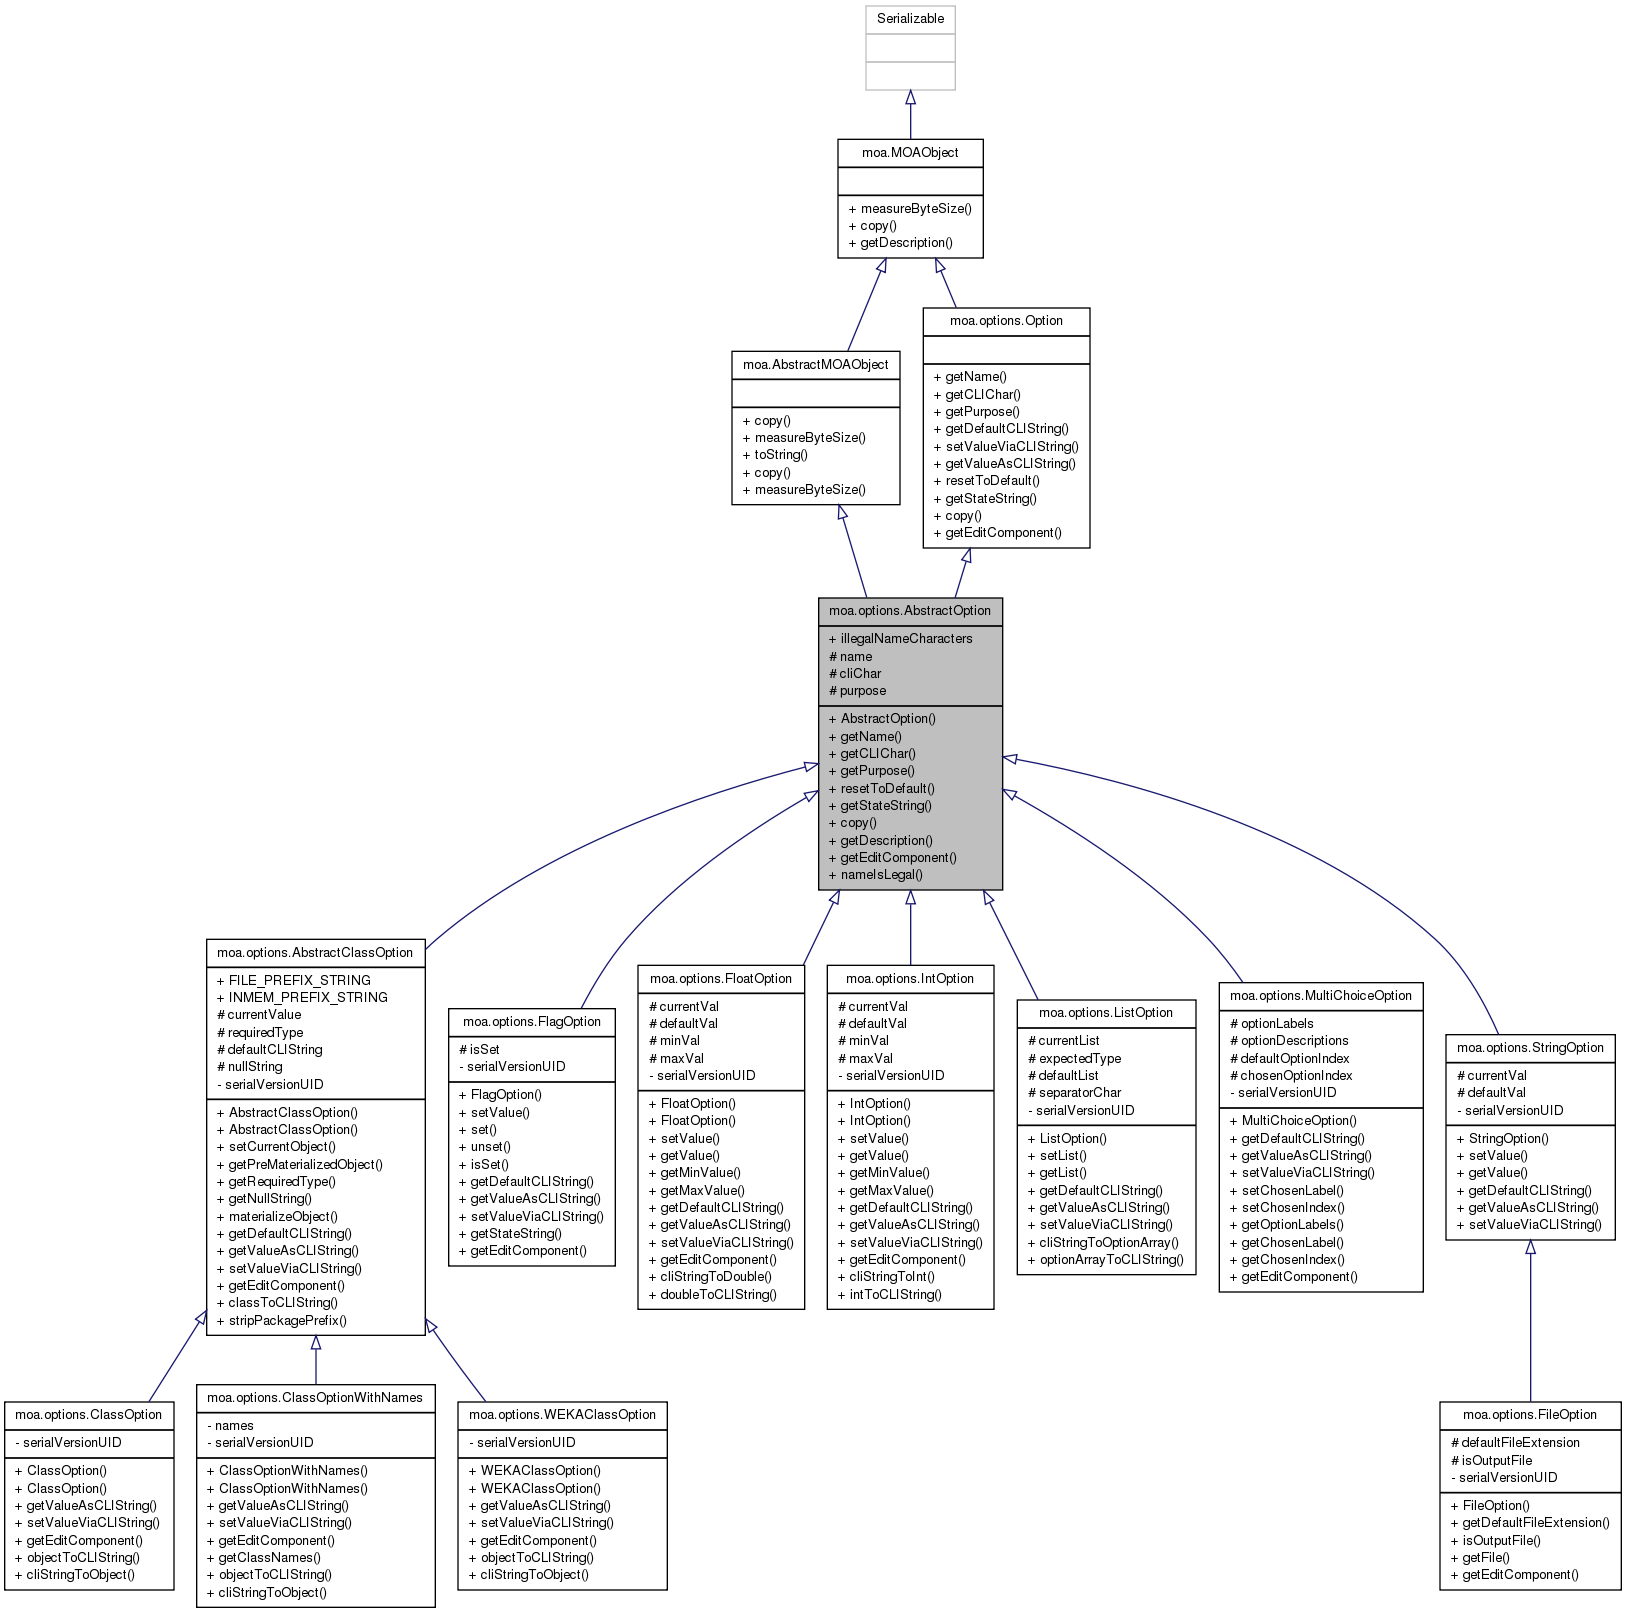 Serializable
moa.MOAObject
+ measureByteSize()
+ copy()
+ getDescription()
moa.options.Option
+ getName()
+ getCLIChar()
+ getPurpose()
+ getDefaultCLIString()
+ setValueViaCLIString()
+ getValueAsCLIString()
+ resetToDefault()
+ getStateString()
+ copy()
+ getEditComponent()
moa.AbstractMOAObject
+ copy()
+ measureByteSize()
+ toString()
+ copy()
+ measureByteSize()
moa.options.AbstractOption
+ illegalNameCharacters
# name
# cliChar
# purpose
+ AbstractOption()
+ getName()
+ getCLIChar()
+ getPurpose()
+ resetToDefault()
+ getStateString()
+ copy()
+ getDescription()
+ getEditComponent()
+ nameIsLegal()
moa.options.AbstractClassOption
+ FILE_PREFIX_STRING
+ INMEM_PREFIX_STRING
# currentValue
# requiredType
# defaultCLIString
# nullString
- serialVersionUID
+ AbstractClassOption()
+ AbstractClassOption()
+ setCurrentObject()
+ getPreMaterializedObject()
+ getRequiredType()
+ getNullString()
+ materializeObject()
+ getDefaultCLIString()
+ getValueAsCLIString()
+ setValueViaCLIString()
+ getEditComponent()
+ classToCLIString()
+ stripPackagePrefix()
moa.options.FlagOption
# isSet
- serialVersionUID
+ FlagOption()
+ setValue()
+ set()
+ unset()
+ isSet()
+ getDefaultCLIString()
+ getValueAsCLIString()
+ setValueViaCLIString()
+ getStateString()
+ getEditComponent()
moa.options.FloatOption
# currentVal
# defaultVal
# minVal
# maxVal
- serialVersionUID
+ FloatOption()
+ FloatOption()
+ setValue()
+ getValue()
+ getMinValue()
+ getMaxValue()
+ getDefaultCLIString()
+ getValueAsCLIString()
+ setValueViaCLIString()
+ getEditComponent()
+ cliStringToDouble()
+ doubleToCLIString()
moa.options.IntOption
# currentVal
# defaultVal
# minVal
# maxVal
- serialVersionUID
+ IntOption()
+ IntOption()
+ setValue()
+ getValue()
+ getMinValue()
+ getMaxValue()
+ getDefaultCLIString()
+ getValueAsCLIString()
+ setValueViaCLIString()
+ getEditComponent()
+ cliStringToInt()
+ intToCLIString()
moa.options.ListOption
# currentList
# expectedType
# defaultList
# separatorChar
- serialVersionUID
+ ListOption()
+ setList()
+ getList()
+ getDefaultCLIString()
+ getValueAsCLIString()
+ setValueViaCLIString()
+ cliStringToOptionArray()
+ optionArrayToCLIString()
moa.options.MultiChoiceOption
# optionLabels
# optionDescriptions
# defaultOptionIndex
# chosenOptionIndex
- serialVersionUID
+ MultiChoiceOption()
+ getDefaultCLIString()
+ getValueAsCLIString()
+ setValueViaCLIString()
+ setChosenLabel()
+ setChosenIndex()
+ getOptionLabels()
+ getChosenLabel()
+ getChosenIndex()
+ getEditComponent()
moa.options.StringOption
# currentVal
# defaultVal
- serialVersionUID
+ StringOption()
+ setValue()
+ getValue()
+ getDefaultCLIString()
+ getValueAsCLIString()
+ setValueViaCLIString()
moa.options.ClassOption
- serialVersionUID
+ ClassOption()
+ ClassOption()
+ getValueAsCLIString()
+ setValueViaCLIString()
+ getEditComponent()
+ objectToCLIString()
+ cliStringToObject()
moa.options.ClassOptionWithNames
- names
- serialVersionUID
+ ClassOptionWithNames()
+ ClassOptionWithNames()
+ getValueAsCLIString()
+ setValueViaCLIString()
+ getEditComponent()
+ getClassNames()
+ objectToCLIString()
+ cliStringToObject()
moa.options.WEKAClassOption
- serialVersionUID
+ WEKAClassOption()
+ WEKAClassOption()
+ getValueAsCLIString()
+ setValueViaCLIString()
+ getEditComponent()
+ objectToCLIString()
+ cliStringToObject()
moa.options.FileOption
# defaultFileExtension
# isOutputFile
- serialVersionUID
+ FileOption()
+ getDefaultFileExtension()
+ isOutputFile()
+ getFile()
+ getEditComponent()